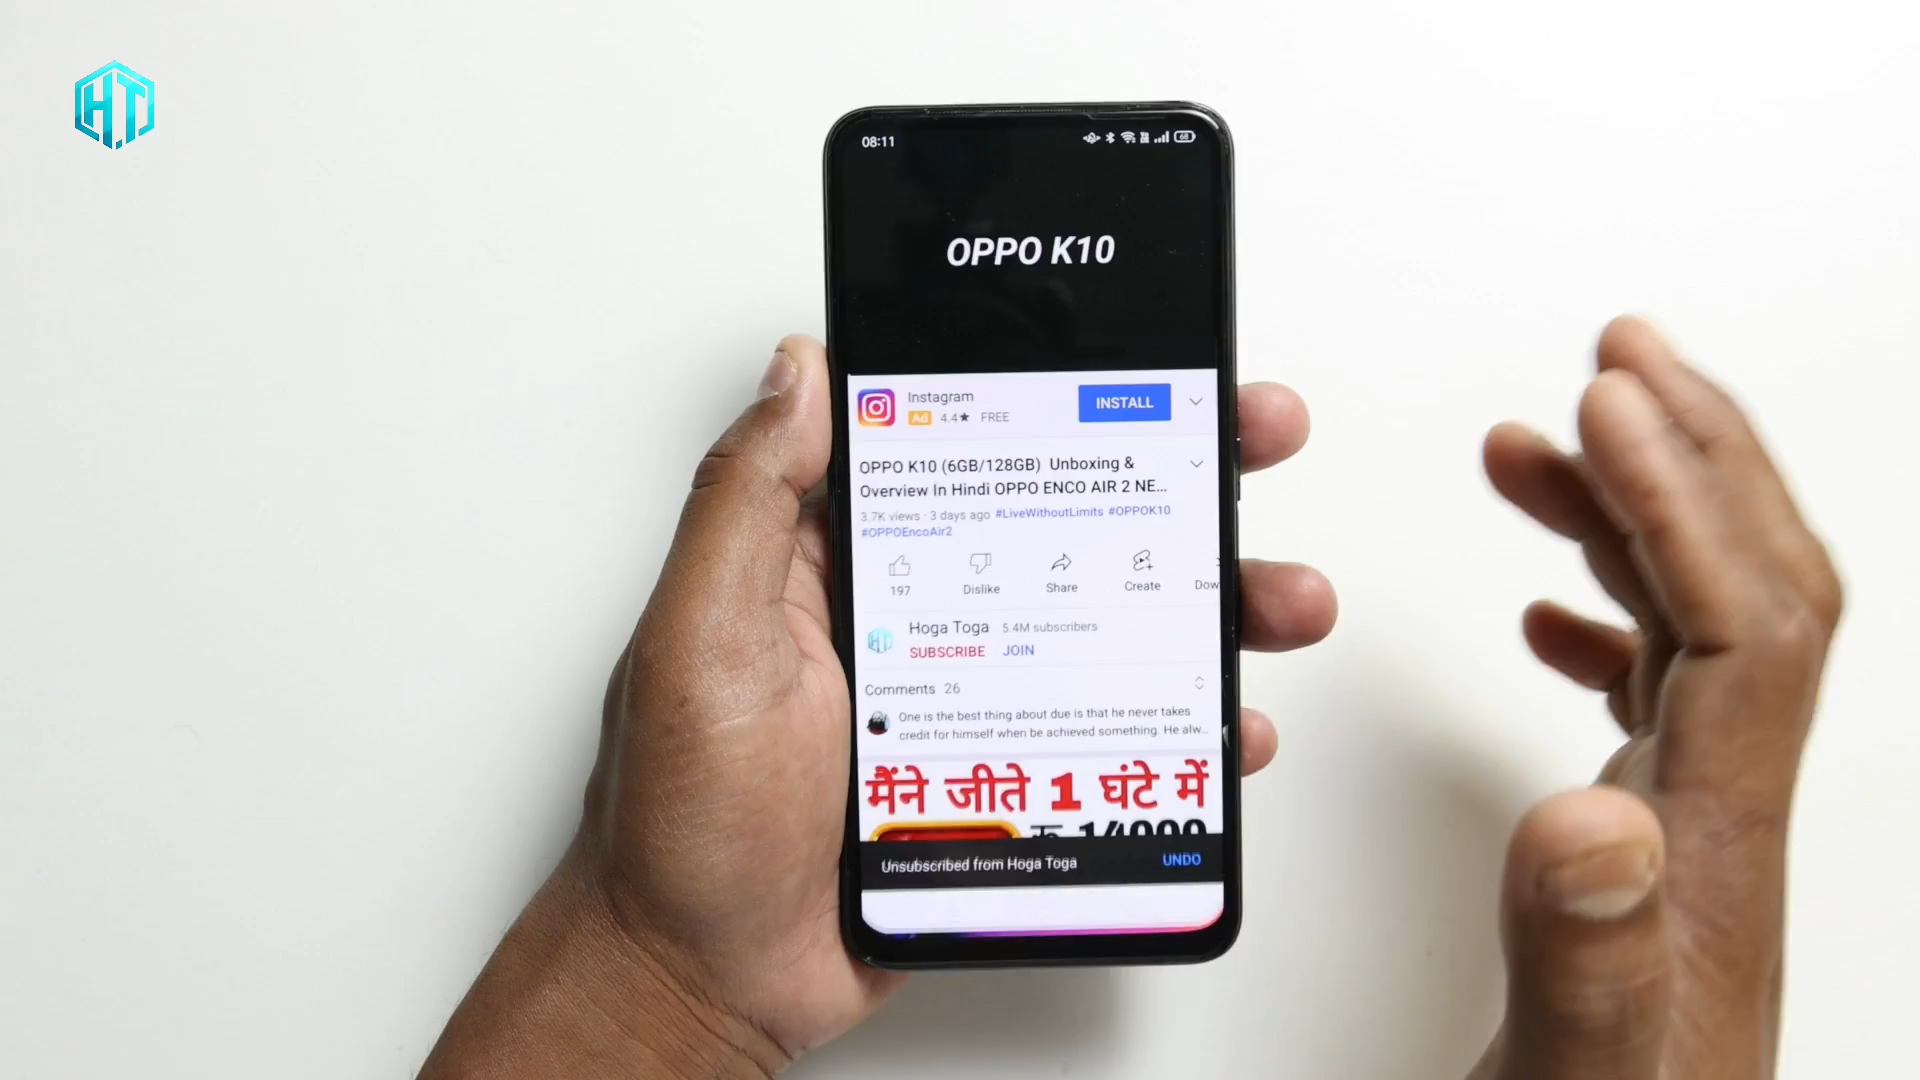 H.T.
08:11
68
OPPO K10
Instagram
INSTALL
Ad 4.4★ FREE
OPPO K10 (6GB/128GB) Unboxing &
Overview In Hindi OPPO ENCO AIR 2 NE...
3.7K views · 3 days ago #LiveWithoutLimits #OPPOK10
#OPPOEncoAir2
197 Dislike Share Create Dow
Hoga Toga 5.4M subscribers
SUBSCRIBE JOIN
Comments 26
One is the best thing about due is that he never takes
credit for himself when be achieved something. He alw...
मैंने जीते 1 घंटे में
Unsubscribed from Hoga Toga UNDO